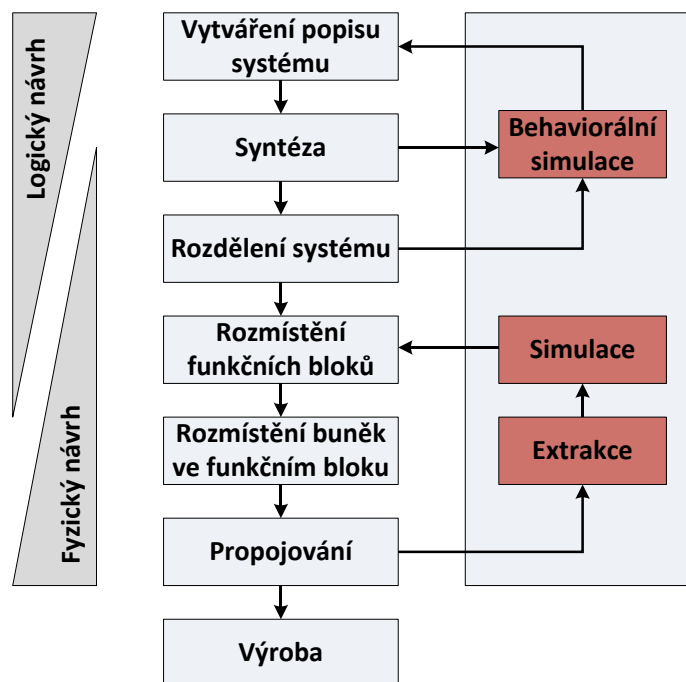 Logický návrh
Fyzický návrh
Vytváření popisu
systému
Syntéza
Rozdělení systému
Rozmístění
funkčních bloků
Rozmístění buněk
ve funkčním bloku
Propojování
Výroba
Behaviorální
simulace
Simulace
Extrakce